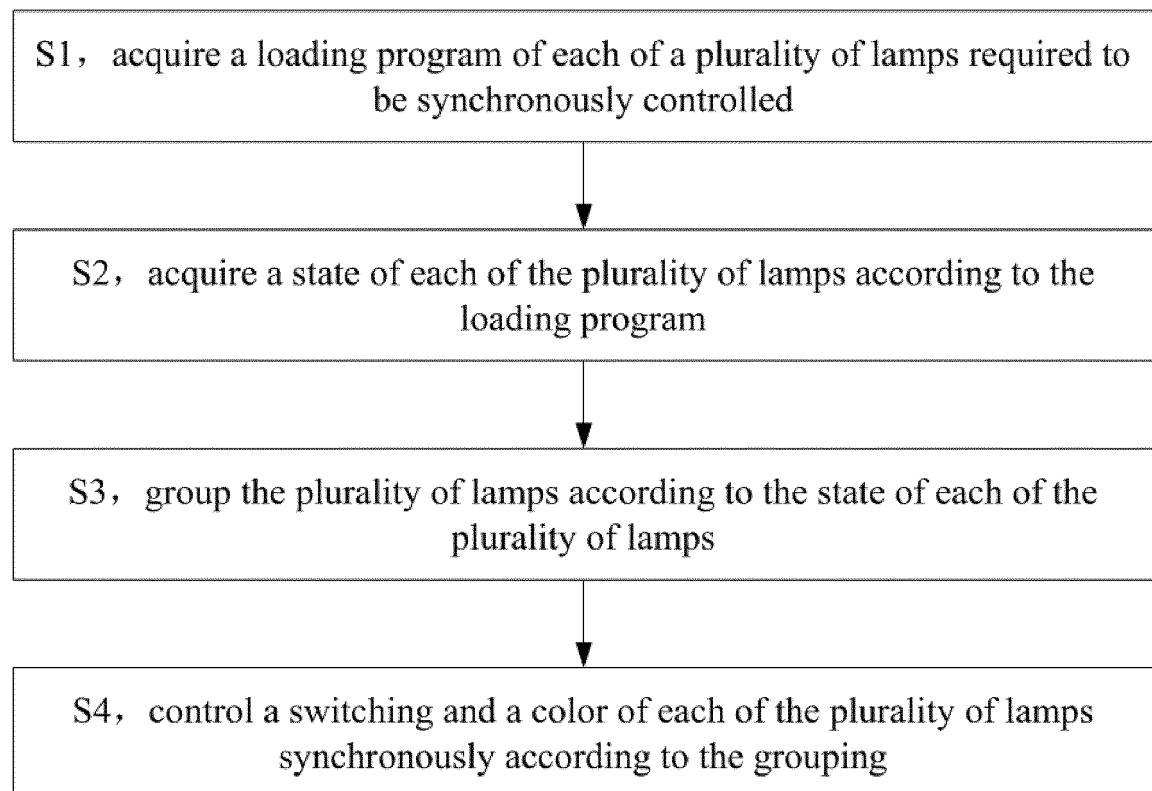 S1，acquire a loading program of each of a plurality of lamps required to
be synchronously controlled
S2，acquire a state of each of the plurality of lamps according to the
loading program
S3，group the plurality of lamps according to the state of each of the
plurality of lamps
S4，control a switching and a color of each of the plurality of lamps
synchronously according to the grouping